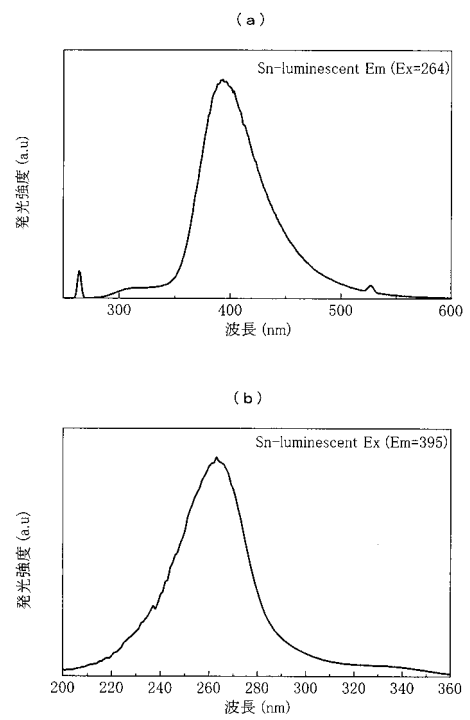 (a)
Sn-luminescent Em (Ex=264)
発光強度 (a.u)
300 400 500 600
波長 (nm)
(b)
Sn-luminescent Ex (Em=395)
発光強度 (a.u)
200 220 240 260 280 300 320 340 360
波長 (nm)